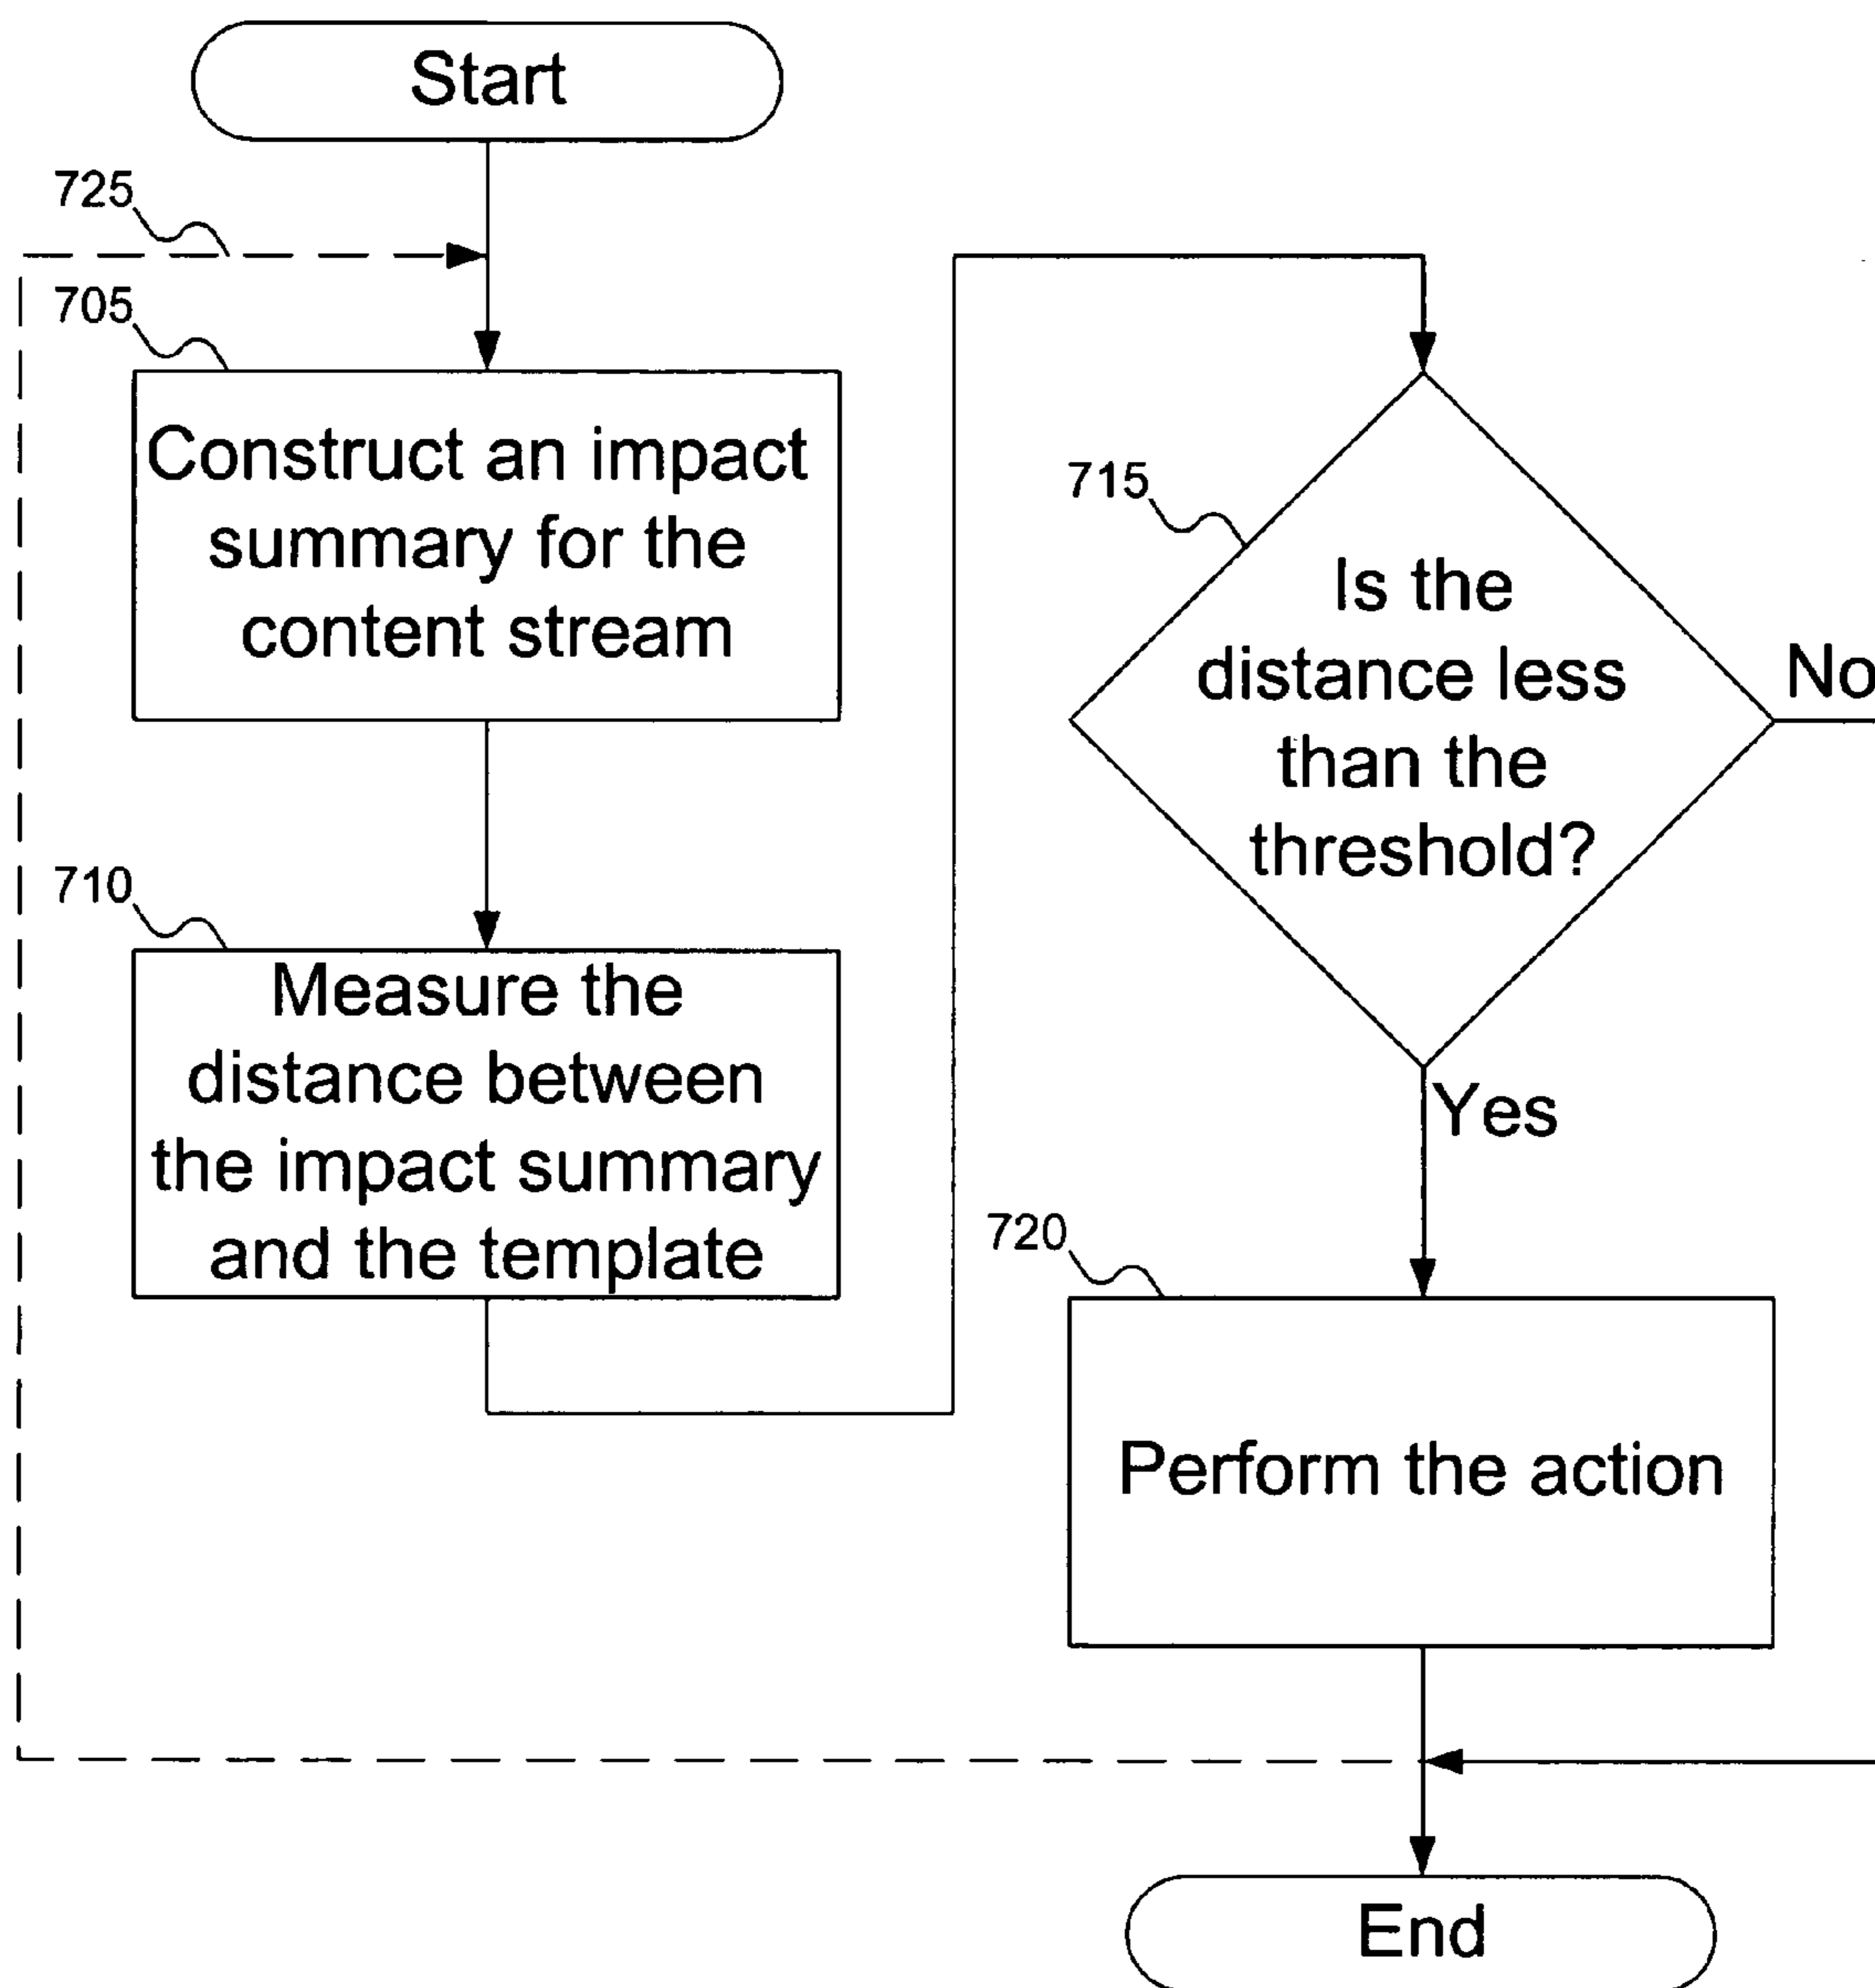 Start
725
705
Construct an impact
summary for the
content stream
710
Measure the
distance between
the impact summary
and the template
715
Is the
distance less
than the
threshold?
No
Yes
720
Perform the action
End